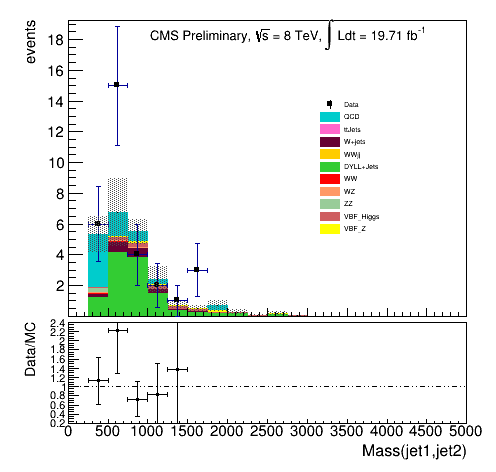 CMS Preliminary, √s = 8 TeV, ∫ Ldt = 19.71 fb⁻¹
events
18
16
14
12
10
8
6
4
2
Data
QCD
ttJets
W+jets
WWjj
DYLL+Jets
WW
WZ
ZZ
VBF_Higgs
VBF_Z
Data/MC
2.4
2.2
2
1.8
1.6
1.4
1.2
1
0.8
0.6
0.4
0.2
0 500 1000 1500 2000 2500 3000 3500 4000 4500 5000
Mass(jet1,jet2)